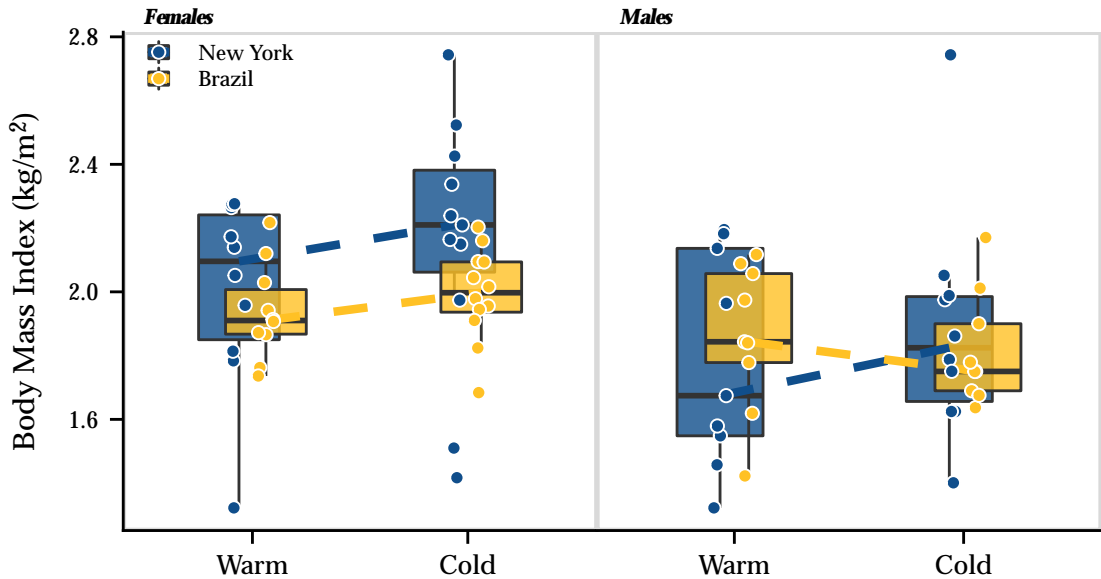 Females
Males
New York
Brazil
Body Mass Index (kg/m²)
2.8
2.4
2.0
1.6
Warm
Cold
Warm
Cold